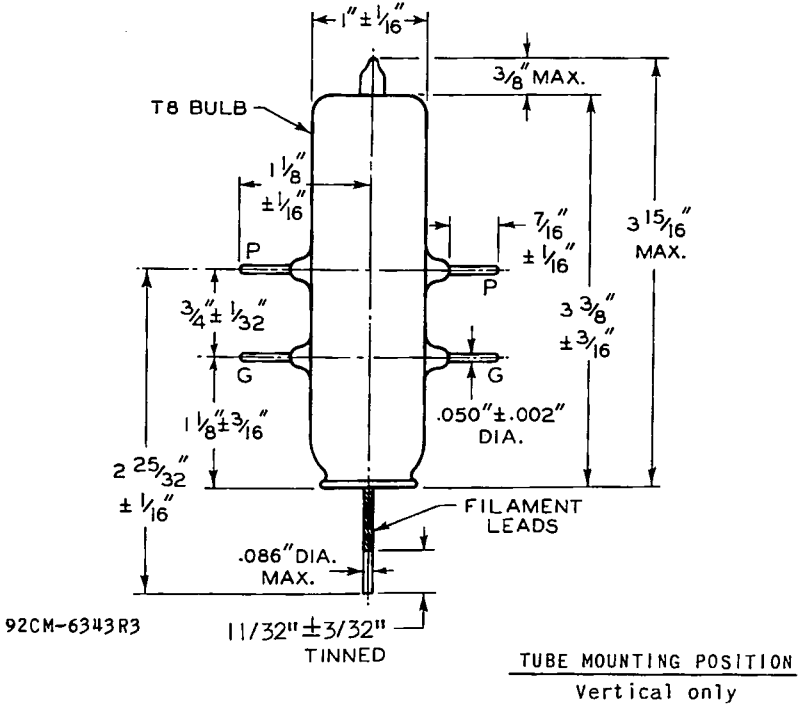 1" ± 1/16"
3/8" MAX.
T8 BULB
1 1/8"
± 1/16"
7/16"
± 1/16"
3 15/16"
MAX.
P
P
3/4" ± 1/32"
3 3/8"
± 3/16"
G
G
1 1/8" ± 3/16"
.050" ± .002"
DIA.
2 25/32"
± 1/16"
FILAMENT
LEADS
.086" DIA.
MAX.
92CM-6343R3
11/32" ± 3/32"
TINNED
TUBE MOUNTING POSITION
Vertical only